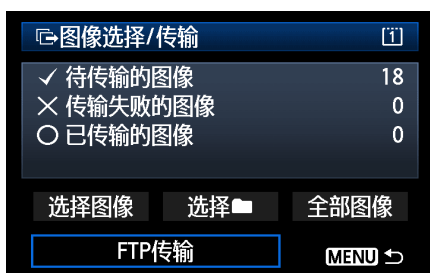 图像选择/传输 1
待传输的图像 18
传输失败的图像 0
已传输的图像 0
选择图像 选择 全部图像
FTP传输 MENU